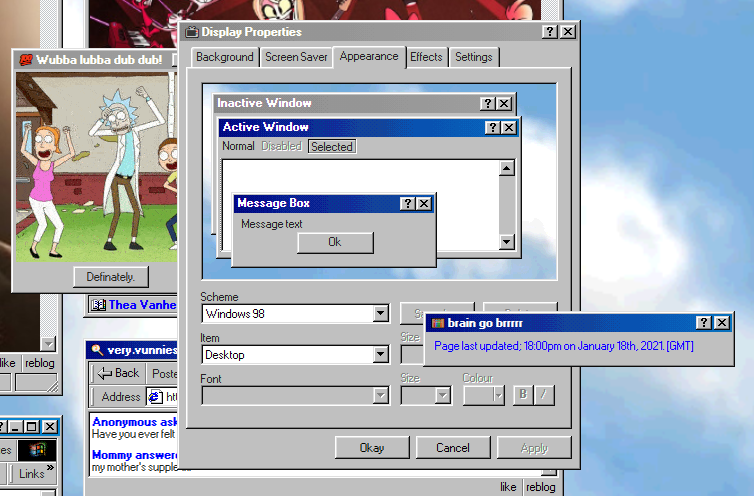 Display Properties
Background
Screen Saver
Appearance
Effects
Settings
Wubba lubba dub dub!
Definately.
Inactive Window
Active Window
Normal
Disabled
Selected
Message Box
Message text
Ok
Scheme
Windows 98
Item
Size
Desktop
Font
Size
Colour
B
/
Okay
Cancel
Apply
brain go brrrrr
Page last updated; 18:00pm on January 18th, 2021.[GMT]
Thea Vanhe
very.vunnies
Back
Poste
Address
Anonymous ask
Have you ever felt
Mommy answere
my mother's supple
like
reblog
like
reblog
Links